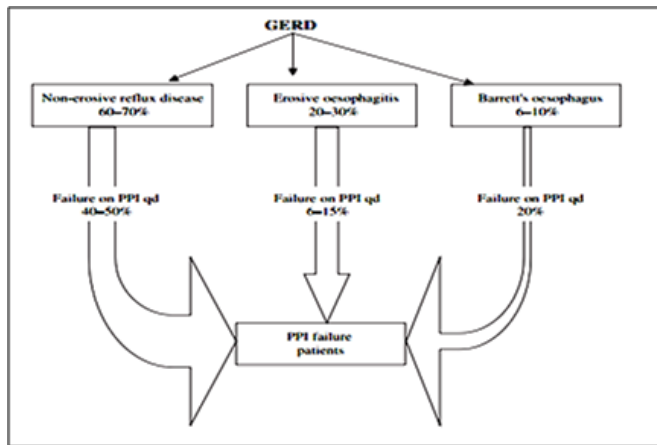 GERD
Non-erosive reflux disease
60–70%
Erosive oesophagitis
20–30%
Barrett's oesophagus
6–10%
Failure on PPI qd
40–50%
Failure on PPI qd
6–15%
Failure on PPI qd
20%
PPI failure
patients